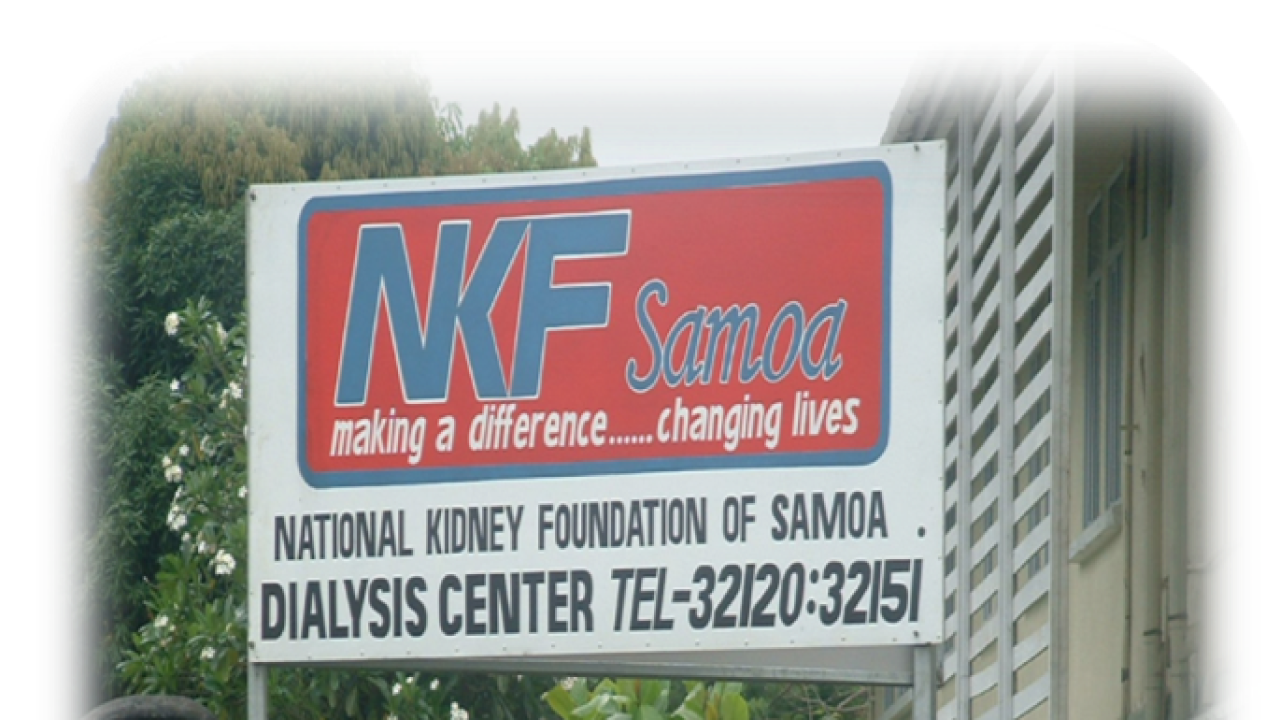 NKF Samoa
making a difference......changing lives
NATIONAL KIDNEY FOUNDATION OF SAMOA .
DIALYSIS CENTER TEL-32120:32151